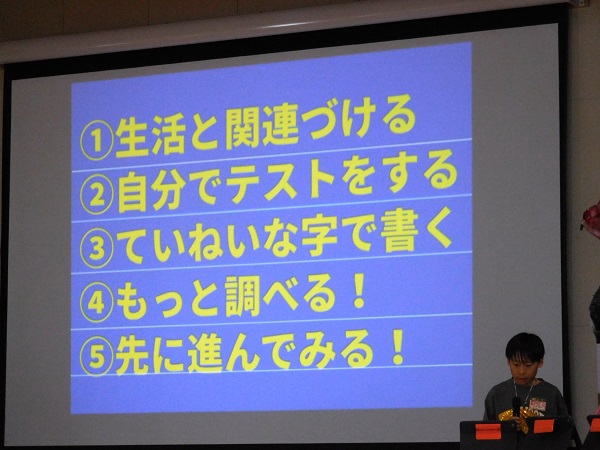 ①生活と関連づける
②自分でテストをする
③ていねいな字で書く
④もっと調べる！
⑤先に進んでみる！